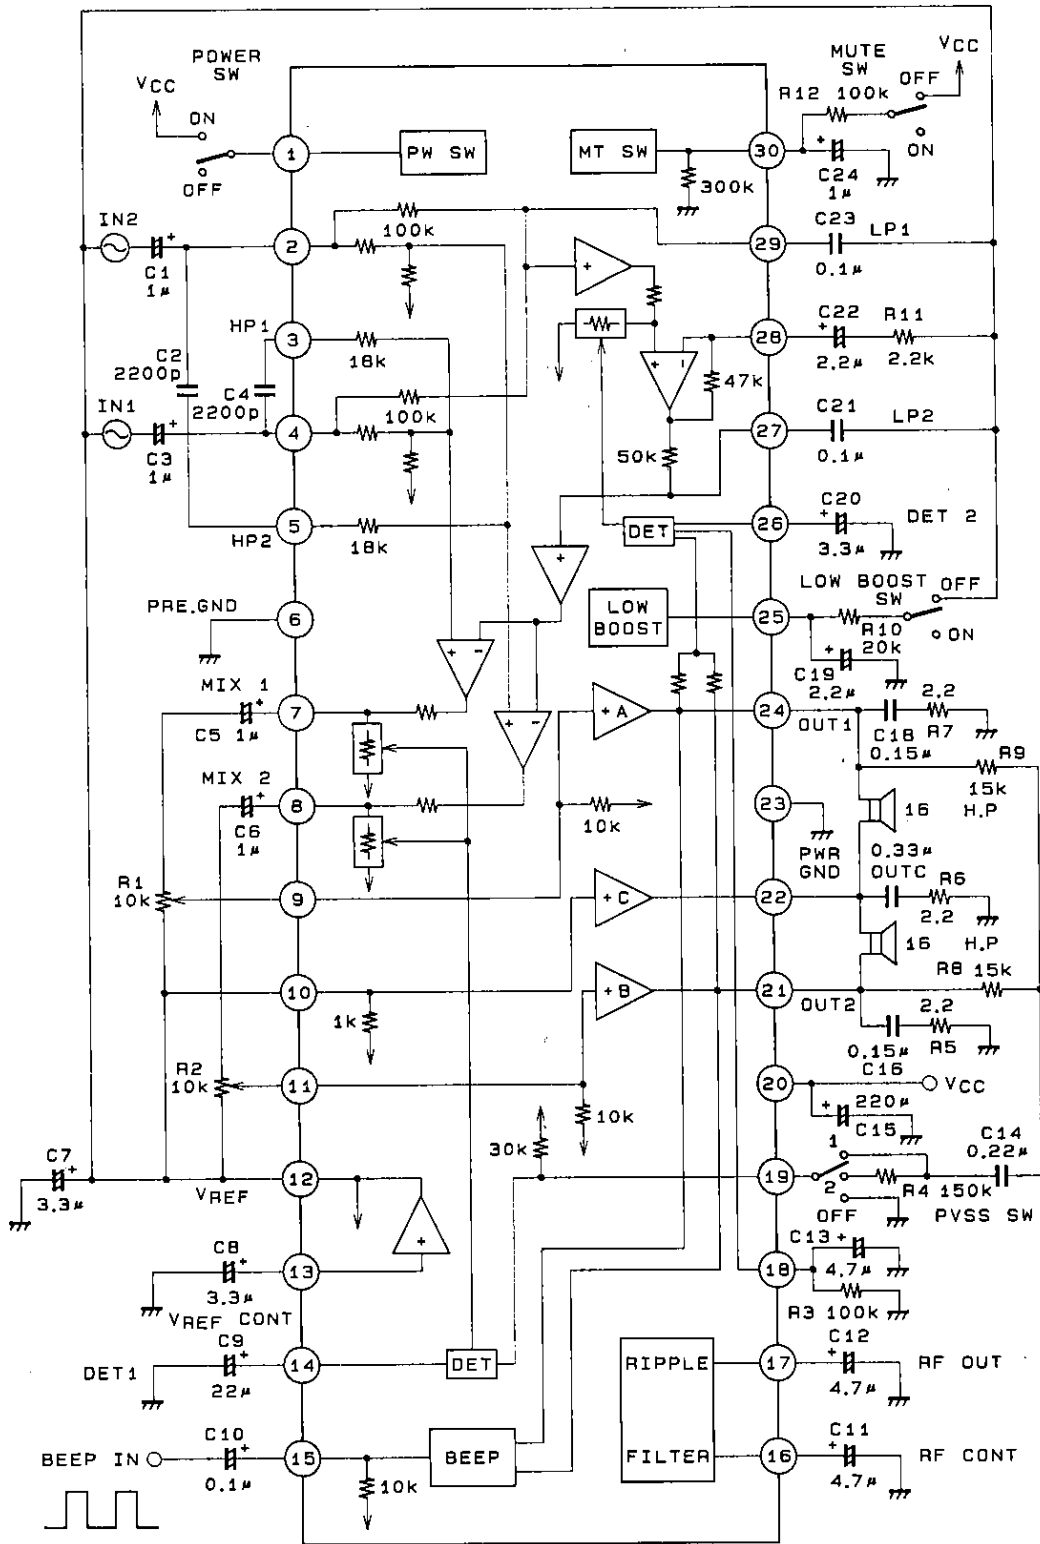 POWER
SW
VCC
ON
OFF
1
PW SW
MT SW
30
300k
MUTE
SW
VCC
OFF
R12 100k
ON
C24
1μ
IN2
+
C1
1μ
2
100k
29
C23
LP1
0.1μ
+
HP1
3
18k
28
+
C22
2.2μ
R11
2.2k
C2
2200p
C4
2200p
+ -
47k
IN1
+
C3
1μ
4
100k
27
C21
LP2
0.1μ
50k
5
HP2
18k
DET
26
+
C20
3.3μ
DET 2
+
PRE.GND
6
LOW
BOOST
25
LOW BOOST
SW
OFF
R10
20k
ON
+
C19
2.2μ
+ -
MIX 1
7
+
C5 1μ
+ -
+A
24
OUT1
C18
0.15μ
2.2
R7
R9
15k
MIX 2
8
+
C6
1μ
10k
23
PWR
GND
16
H.P
R1
10k
9
+C
22
0.33μ
OUTC
R6
2.2
16
H.P
10
1k
+B
21
OUT2
R8
15k
2.2
0.15μ
R5
C16
R2
10k
11
10k
20
VCC
+
220μ
C15
30k
C7
+
3.3μ
12
VREF
19
1
2
OFF
R4 150k
C14
0.22μ
PVSS SW
+
C8
+
3.3μ
13
VREF CONT
18
C13 +
4.7μ
R3 100k
DET1
C9
+
22μ
14
DET
RIPPLE
FILTER
17
C12
+
4.7μ
RF OUT
BEEP IN
C10
+
0.1μ
15
10k
BEEP
16
C11
+
4.7μ
RF CONT